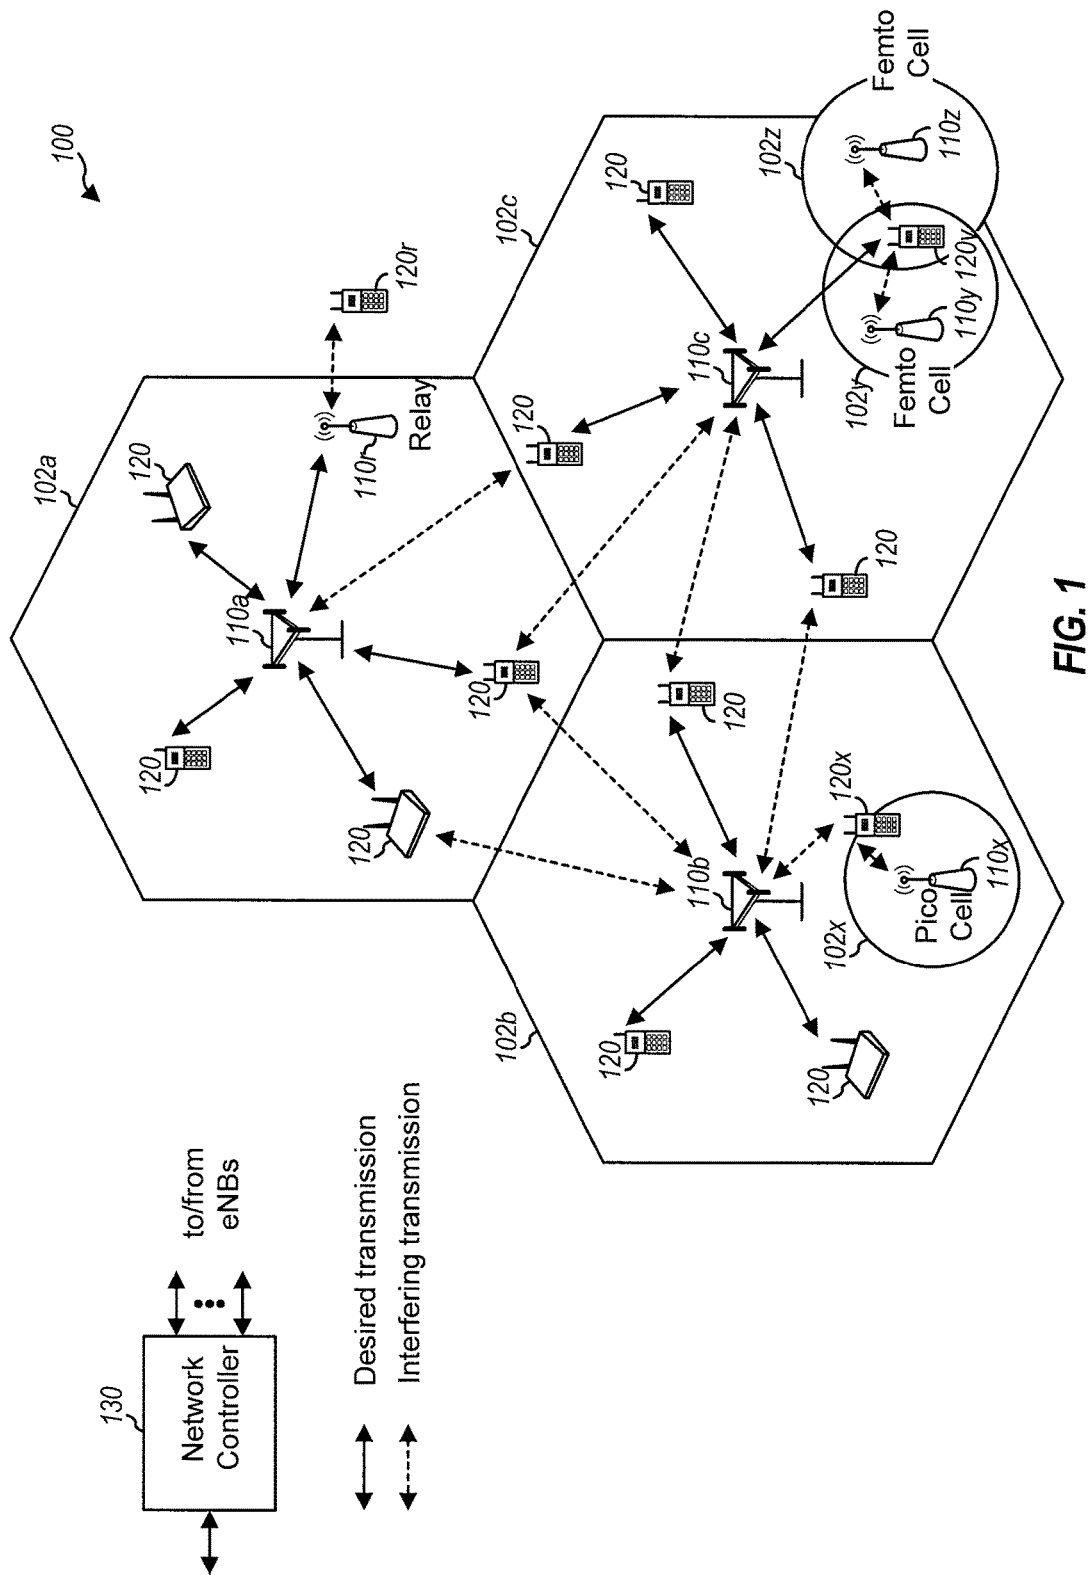 100
130
Network
Controller
to/from
eNBs
Desired transmission
Interfering transmission
102a
120
110a
120
120
120
110r
Relay
120r
102b
120
110b
120
120
120x
102x
Pico
Cell
110x
102c
120
110c
120
120
102y
Femto
Cell
110y
120y
102z
110z
Femto
Cell
FIG. 1